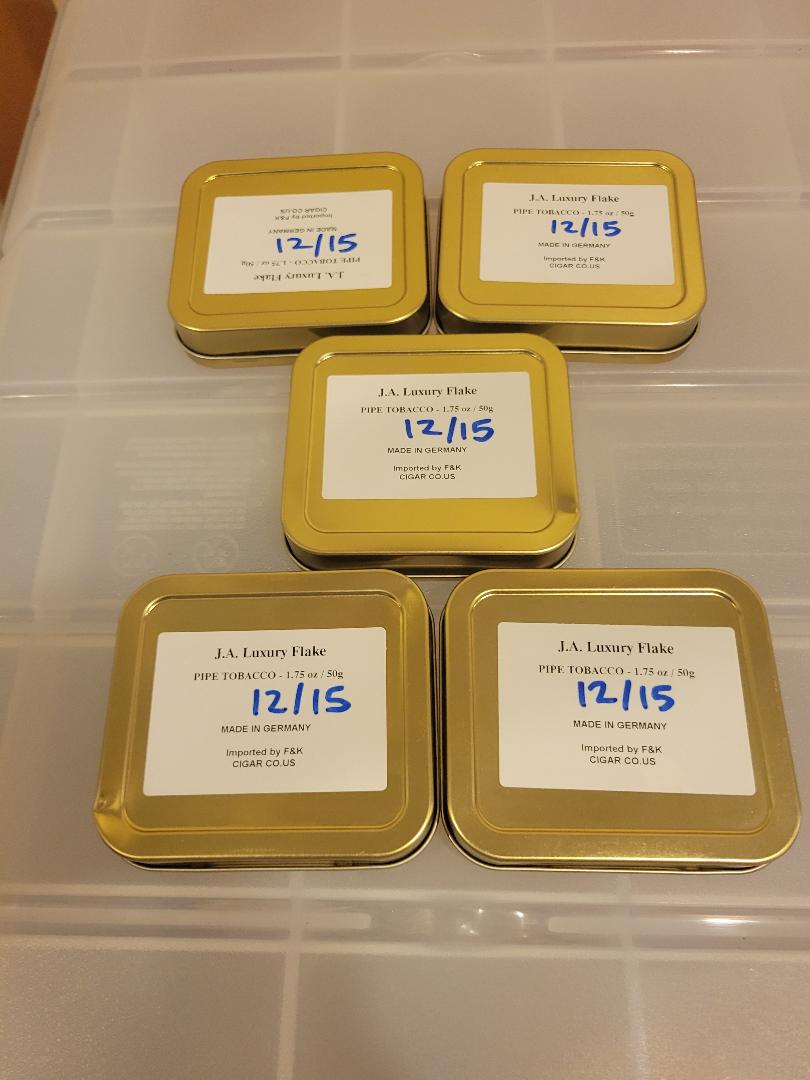 J.A. Luxury Flake
PIPE TOBACCO - 1.75 oz / 50g
12/15
MADE IN GERMANY
Imported by F&K
CIGAR CO.US
J.A. Luxury Flake
PIPE TOBACCO - 1.75 oz / 50g
12/15
MADE IN GERMANY
Imported by F&K
CIGAR CO.US
J.A. Luxury Flake
PIPE TOBACCO - 1.75 oz / 50g
12/15
MADE IN GERMANY
Imported by F&K
CIGAR CO.US
J.A. Luxury Flake
PIPE TOBACCO - 1.75 oz / 50g
12/15
MADE IN GERMANY
Imported by F&K
CIGAR CO.US
J.A. Luxury Flake
PIPE TOBACCO - 1.75 oz / 50g
12/15
MADE IN GERMANY
Imported by F&K
CIGAR CO.US